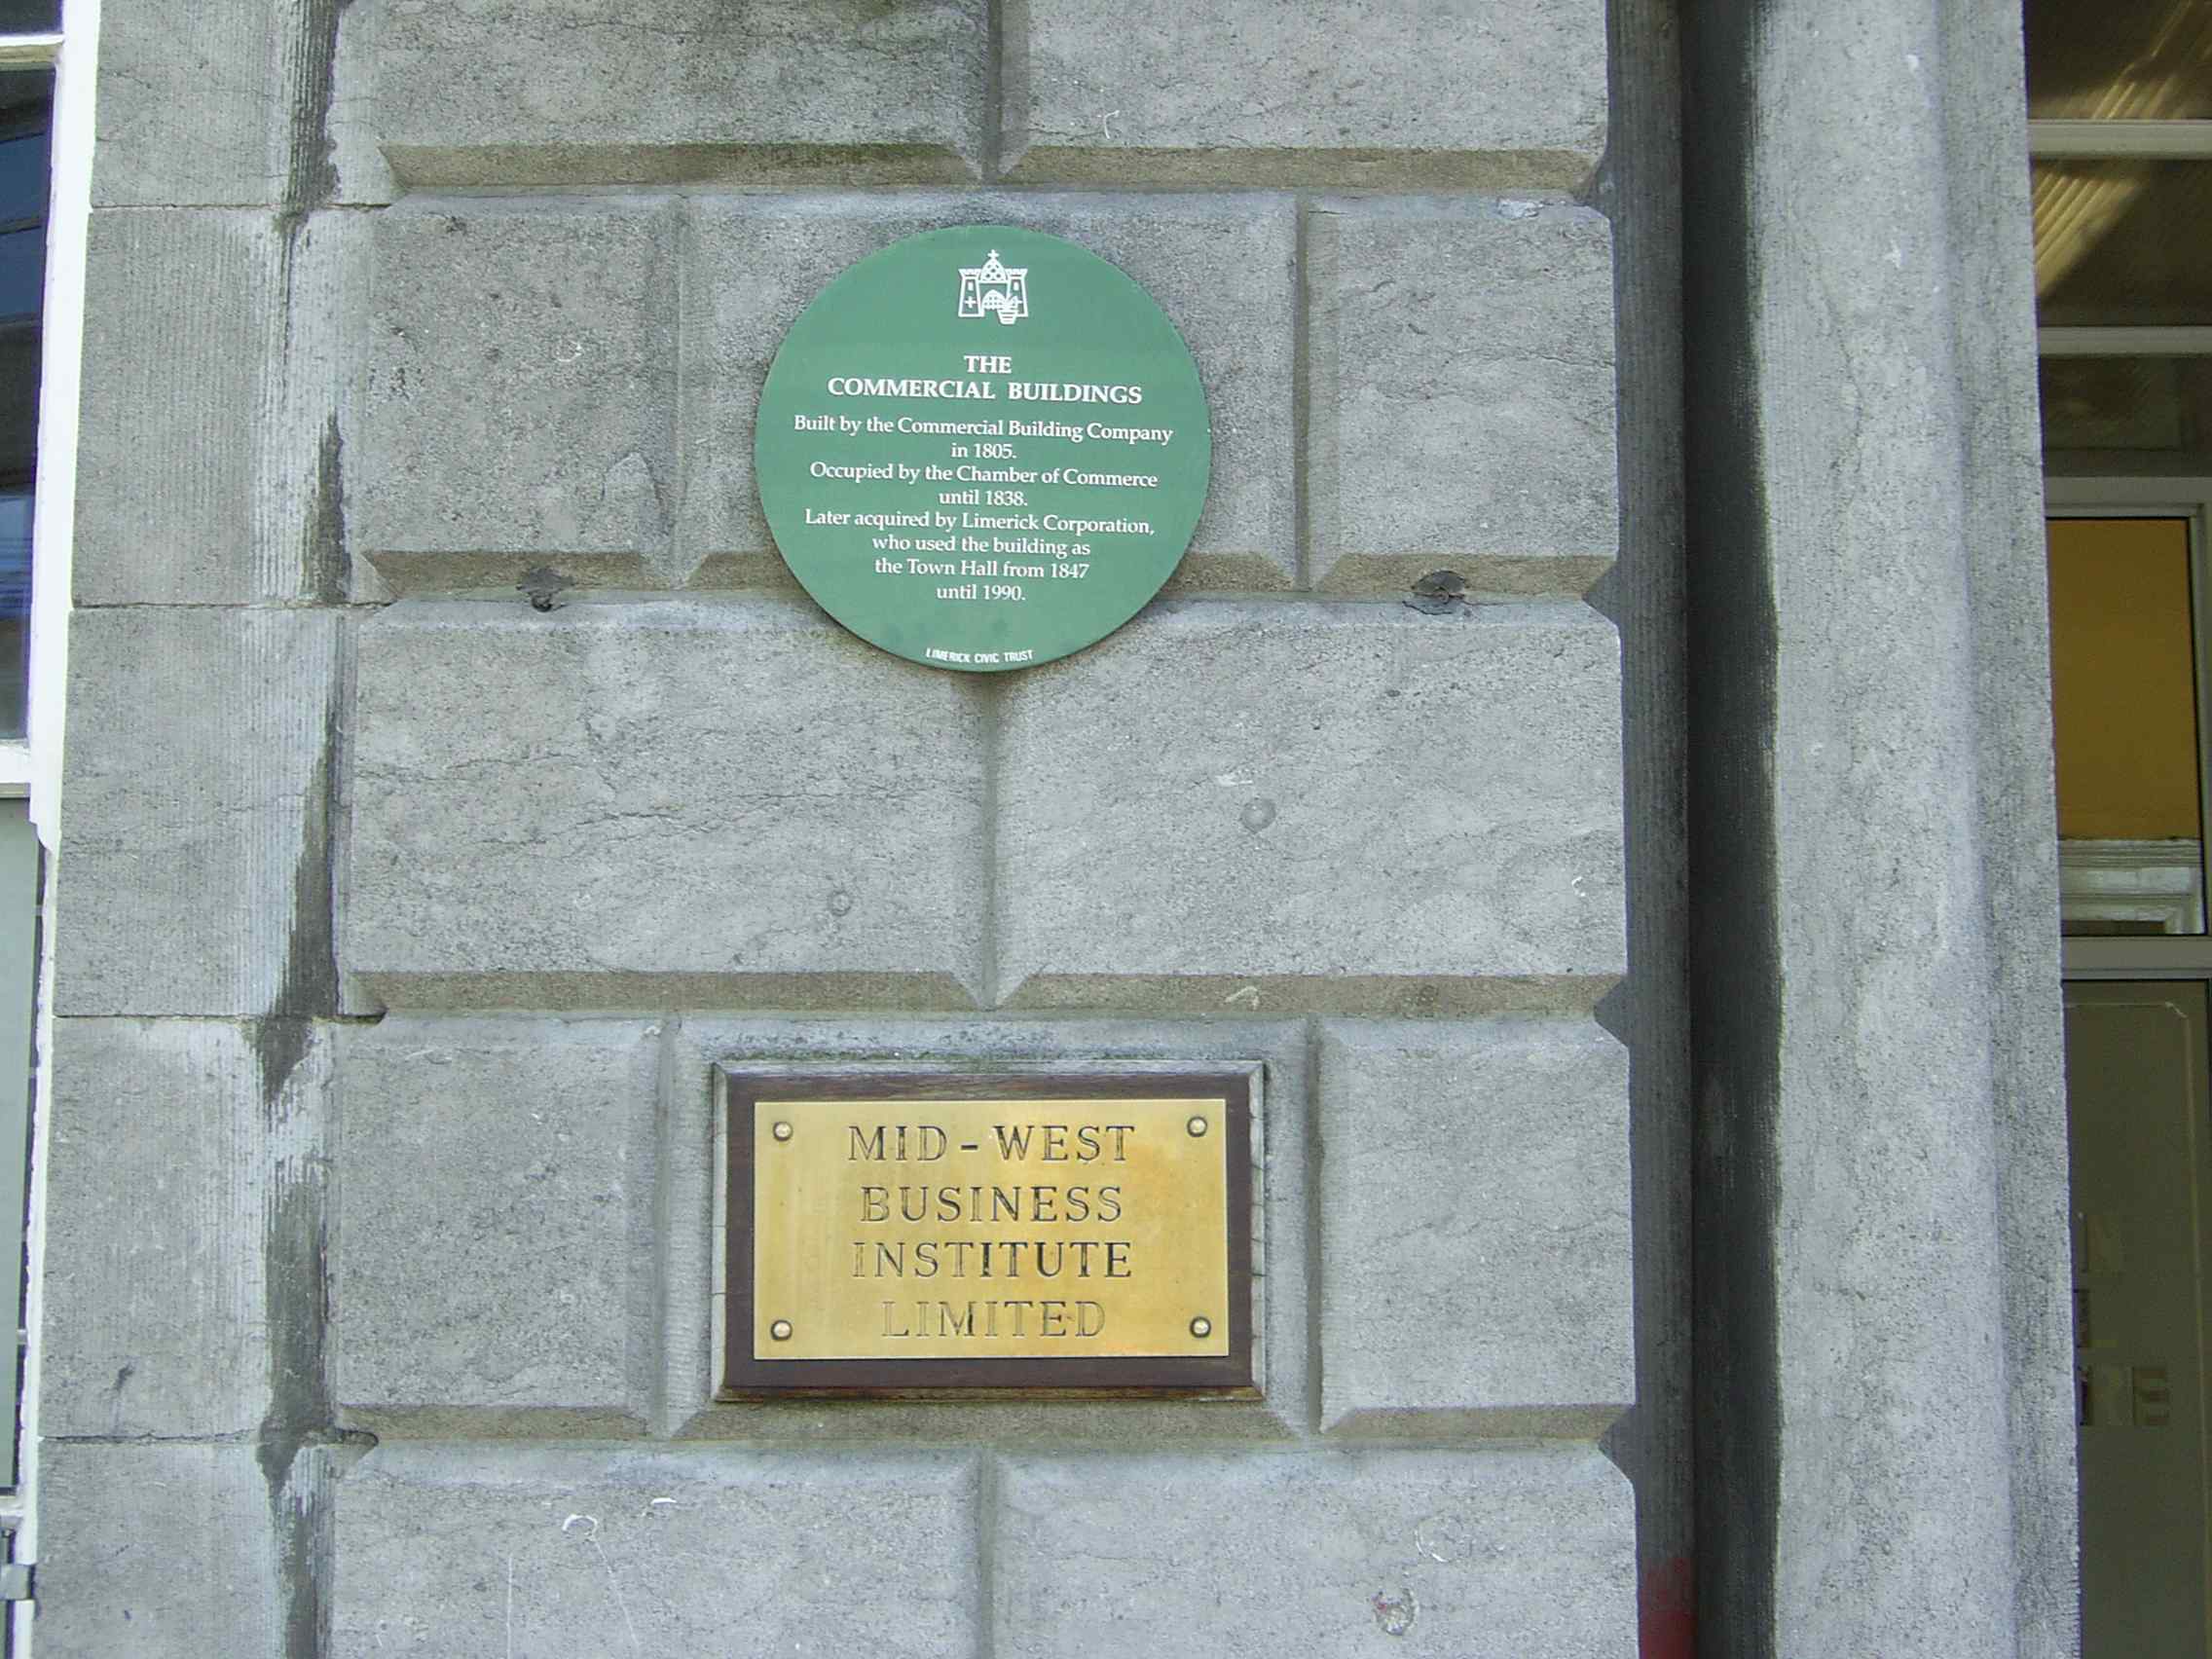 THE
COMMERCIAL BUILDINGS
Built by the Commercial Building Company
in 1805.
Occupied by the Chamber of Commerce
until 1838.
Later acquired by Limerick Corporation,
who used the building as
the Town Hall from 1847
until 1990.
LIMERICK CIVIC TRUST
MID-WEST
BUSINESS
INSTITUTE
LIMITED